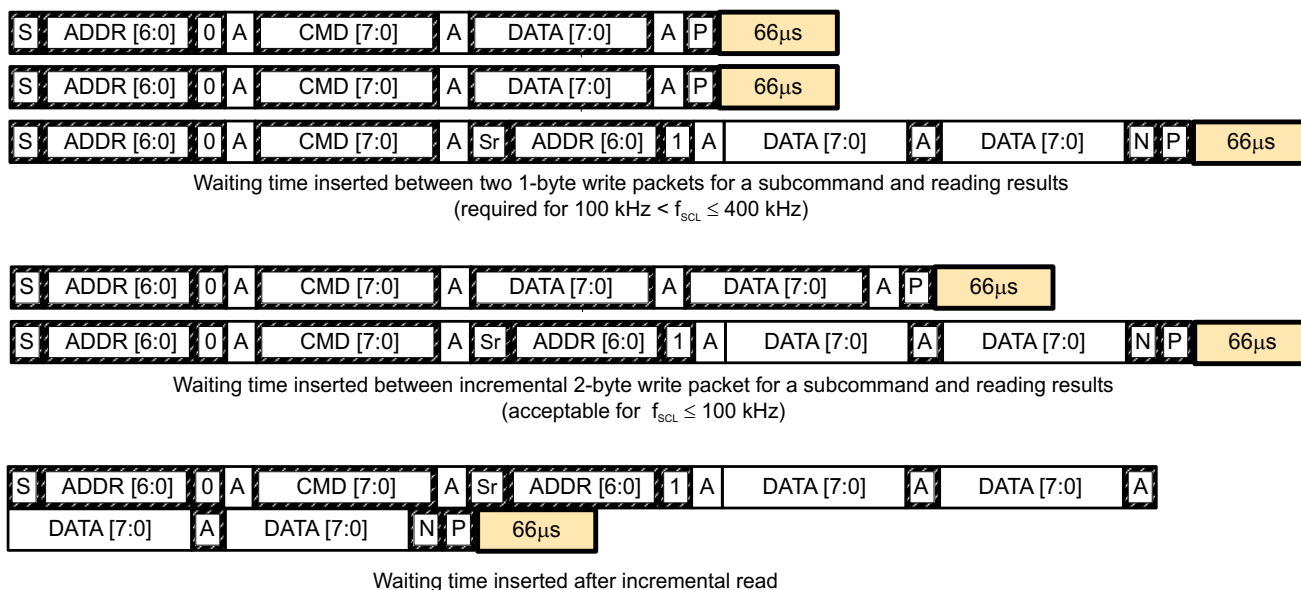 S ADDR [6:0] 0 A CMD [7:0] A DATA [7:0] A P 66μs
S ADDR [6:0] 0 A CMD [7:0] A DATA [7:0] A P 66μs
S ADDR [6:0] 0 A CMD [7:0] A Sr ADDR [6:0] 1 A DATA [7:0] A DATA [7:0] N P 66μs
Waiting time inserted between two 1-byte write packets for a subcommand and reading results
(required for 100 kHz < fSCL ≤ 400 kHz)
S ADDR [6:0] 0 A CMD [7:0] A DATA [7:0] A DATA [7:0] A P 66μs
S ADDR [6:0] 0 A CMD [7:0] A Sr ADDR [6:0] 1 A DATA [7:0] A DATA [7:0] N P 66μs
Waiting time inserted between incremental 2-byte write packet for a subcommand and reading results
(acceptable for fSCL ≤ 100 kHz)
S ADDR [6:0] 0 A CMD [7:0] A Sr ADDR [6:0] 1 A DATA [7:0] A DATA [7:0] A
DATA [7:0] A DATA [7:0] N P 66μs
Waiting time inserted after incremental read